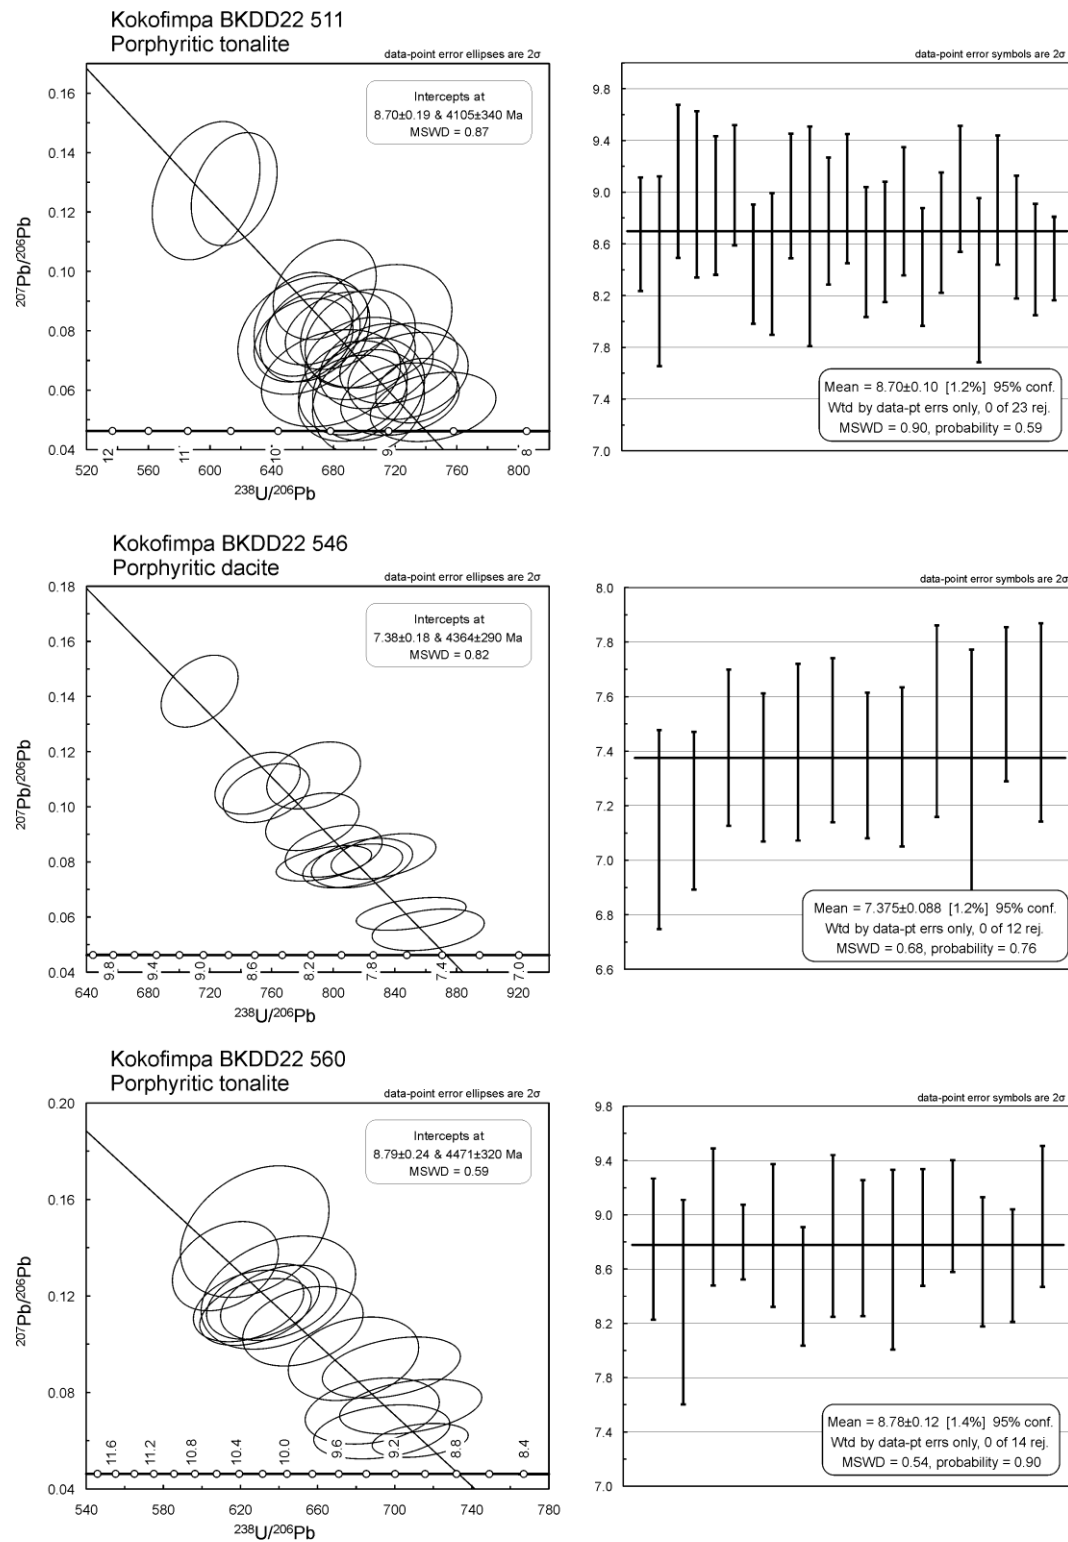 Kokofimpa BKDD22 511
Porphyritic tonalite
data-point error ellipses are 2σ
Intercepts at
8.70±0.19 & 4105±340 Ma
MSWD = 0.87
0.16
0.14
0.12
0.10
0.08
0.06
0.04
²⁰⁷Pb/²⁰⁶Pb
12
11
10
9
8
520
560
600
640
680
720
760
800
²³⁸U/²⁰⁶Pb
data-point error symbols are 2σ
9.8
9.4
9.0
8.6
8.2
7.8
7.4
7.0
Mean = 8.70±0.10 [1.2%] 95% conf.
Wtd by data-pt errs only, 0 of 23 rej.
MSWD = 0.90, probability = 0.59
Kokofimpa BKDD22 546
Porphyritic dacite
data-point error ellipses are 2σ
Intercepts at
7.38±0.18 & 4364±290 Ma
MSWD = 0.82
0.18
0.16
0.14
0.12
0.10
0.08
0.06
0.04
²⁰⁷Pb/²⁰⁶Pb
9.8
9.4
9.0
8.6
8.2
7.8
7.4
7.0
640
680
720
760
800
840
880
920
²³⁸U/²⁰⁶Pb
data-point error symbols are 2σ
8.0
7.8
7.6
7.4
7.2
7.0
6.8
6.6
Mean = 7.375±0.088 [1.2%] 95% conf.
Wtd by data-pt errs only, 0 of 12 rej.
MSWD = 0.68, probability = 0.76
Kokofimpa BKDD22 560
Porphyritic tonalite
data-point error ellipses are 2σ
Intercepts at
8.79±0.24 & 4471±320 Ma
MSWD = 0.59
0.20
0.16
0.12
0.08
0.04
²⁰⁷Pb/²⁰⁶Pb
11.6
11.2
10.8
10.4
10.0
9.6
9.2
8.8
8.4
540
580
620
660
700
740
780
²³⁸U/²⁰⁶Pb
data-point error symbols are 2σ
9.8
9.4
9.0
8.6
8.2
7.8
7.4
7.0
Mean = 8.78±0.12 [1.4%] 95% conf.
Wtd by data-pt errs only, 0 of 14 rej.
MSWD = 0.54, probability = 0.90